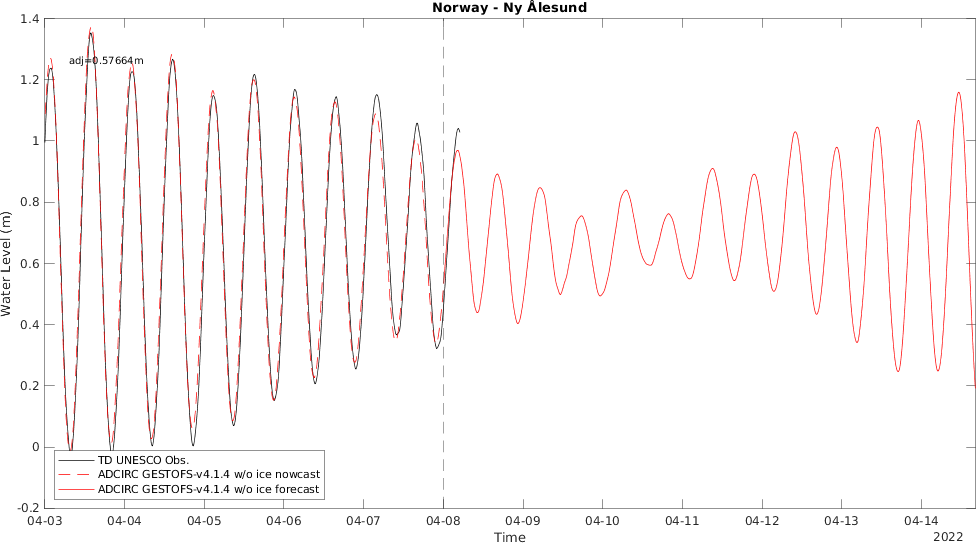 Norway - Ny Ålesund
adj=0.57664m
1.4
1.2
1
0.8
0.6
0.4
0.2
0
-0.2
Water Level (m)
TD UNESCO Obs.
ADCIRC GESTOFS-v4.1.4 w/o ice nowcast
ADCIRC GESTOFS-v4.1.4 w/o ice forecast
04-03 04-04 04-05 04-06 04-07 04-08 04-09 04-10 04-11 04-12 04-13 04-14
Time
2022